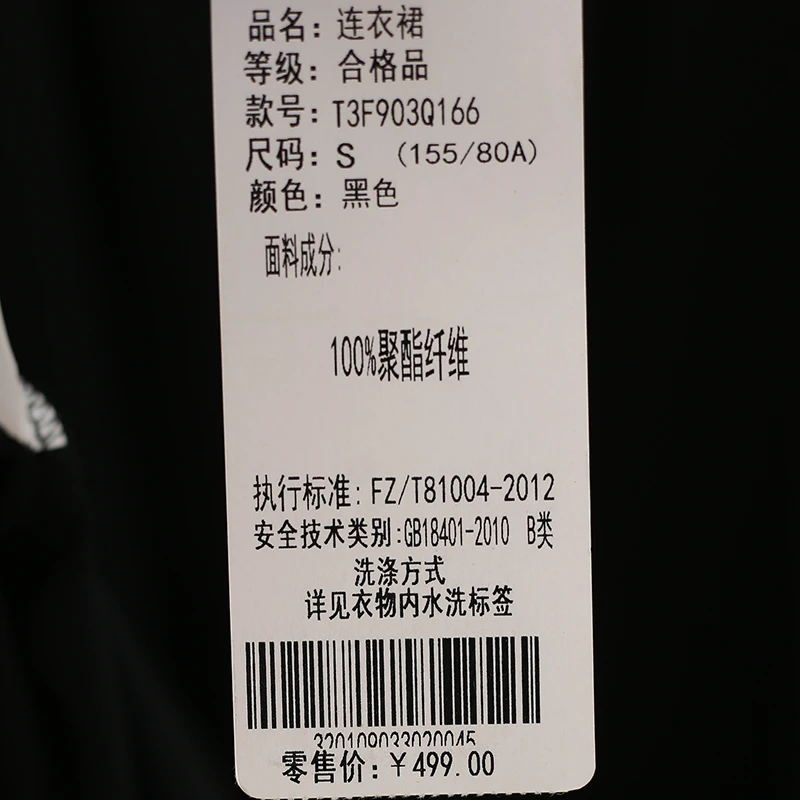 品名：连衣裙
等级：合格品
款号：T3F903Q166
尺码：S （155/80A）
颜色：黑色
面料成分:
100%聚酯纤维
执行标准: FZ/T81004-2012
安全技术类别:GB18401-2010 B类
洗涤方式
详见衣物内水洗标签
320109033020045
零售价:￥499.00